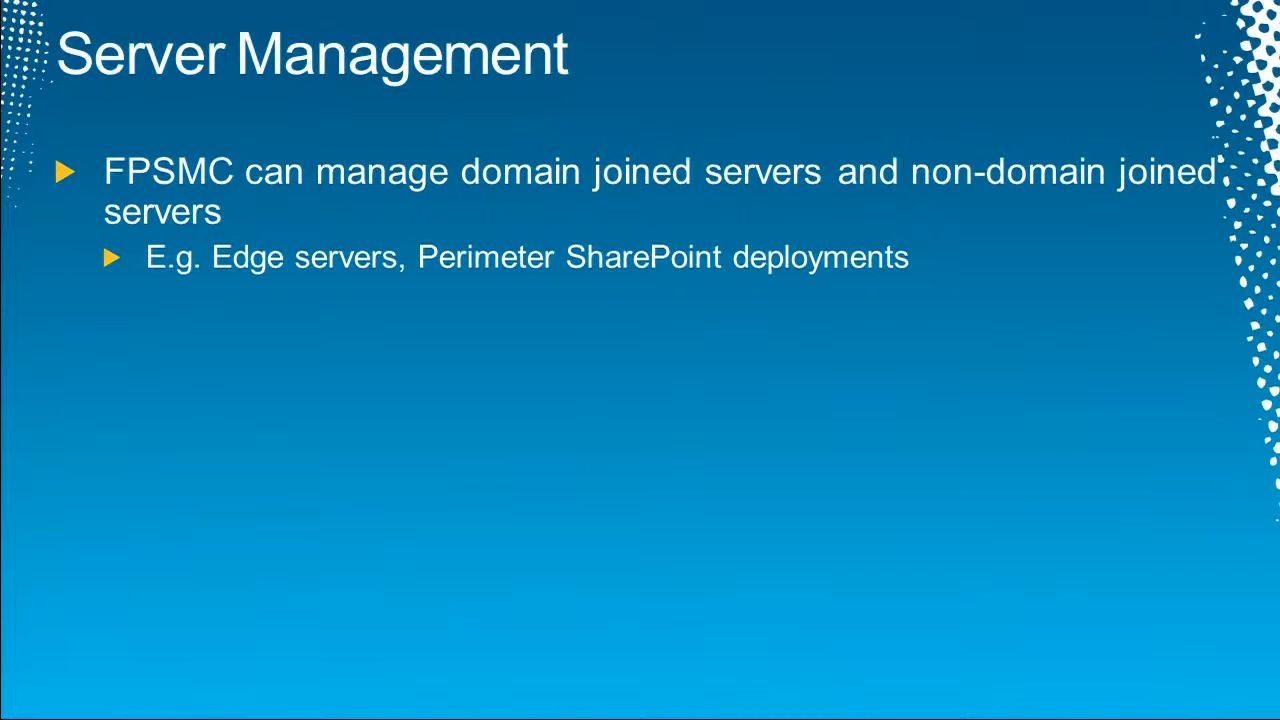 Server Management
FPSMC can manage domain joined servers and non-domain joined
servers
E.g. Edge servers, Perimeter SharePoint deployments